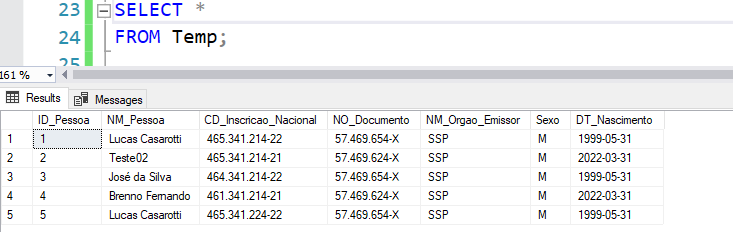 23 SELECT *
24 FROM Temp;
25
161 %
Results Messages
ID_Pessoa NM_Pessoa CD_Inscricao_Nacional NO_Documento NM_Orgao_Emissor Sexo DT_Nascimento
1 1 Lucas Casarotti 465.341.214-22 57.469.654-X SSP M 1999-05-31
2 2 Teste02 465.341.214-21 57.469.624-X SSP M 2022-03-31
3 3 José da Silva 464.341.214-22 57.469.654-X SSP M 1999-05-31
4 4 Brenno Fernando 461.341.214-21 57.469.624-X SSP M 2022-03-31
5 5 Lucas Casarotti 465.341.224-22 57.469.654-X SSP M 1999-05-31